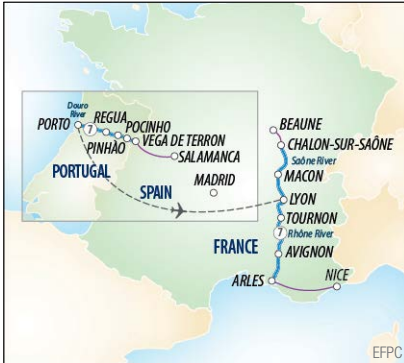 Douro
River
PORTO
7
REGUA
POCINHO
PINHÃO
VEGA DE TERRON
SALAMANCA
PORTUGAL
SPAIN
MADRID
BEAUNE
CHALON-SUR-SAÔNE
Saône River
MACON
LYON
TOURNON
7
Rhône River
FRANCE
AVIGNON
ARLES
NICE
EFPC